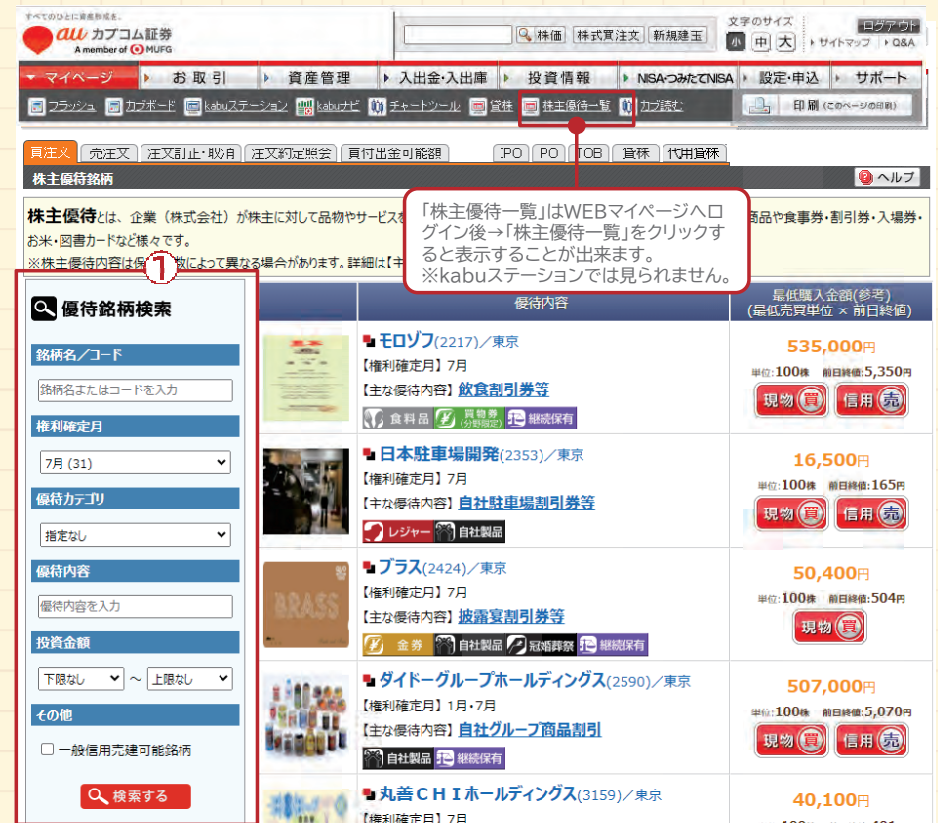 すべてのひとに資産形成を。
au カブコム証券
A member of MUFG
株価 株式買注文 新規建玉
文字のサイズ
小 中 大
ログアウト
サイトマップ Q&A
マイページ お取引 資産管理 入出金・入出庫 投資情報 NISA・つみたてNISA 設定・申込 サポート
フラッシュ カブボード kabuステーション kabuナビ チャートツール 貸株 株主優待一覧 カブ読む 印刷(このページの印刷)
買注文 売注文 注文訂正・取消 注文約定照会 買付出金可能額 PO TOB 貸株 代用貸株
株主優待銘柄
ヘルプ
株主優待とは、企業(株式会社)が株主に対して品物やサービスを
商品や食事券・割引券・入場券・
お米・図書カードなど様々です。
※株主優待内容は保
数によって異なる場合があります。詳細は【主
「株主優待一覧」はWEBマイページへロ
グイン後→「株主優待一覧」をクリックす
ると表示することが出来ます。
※kabuステーションでは見られません。
1
優待銘柄検索
銘柄名/コード
銘柄名またはコードを入力
権利確定月
7月 (31)
優待カテゴリ
指定なし
優待内容
優待内容を入力
投資金額
下限なし ~ 上限なし
その他
一般信用売建可能銘柄
検索する
優待内容
最低購入金額(参考)
(最低売買単位 × 前日終値)
モロゾフ(2217)/東京
【権利確定月】7月
【主な優待内容】飲食割引券等
食料品 買物券(分野限定) 継続保有
535,000円
単位:100株 前日終値:5,350円
現物 買 信用 売
日本駐車場開発(2353)/東京
【権利確定月】7月
【主な優待内容】自社駐車場割引券等
レジャー 自社製品
16,500円
単位:100株 前日終値:165円
現物 買 信用 売
BRASS
ブラス(2424)/東京
【権利確定月】7月
【主な優待内容】披露宴割引券等
金券 自社製品 冠婚葬祭 継続保有
50,400円
単位:100株 前日終値:504円
現物 買
ダイドーグループホールディングス(2590)/東京
【権利確定月】1月・7月
【主な優待内容】自社グループ商品割引
自社製品 継続保有
507,000円
単位:100株 前日終値:5,070円
現物 買 信用 売
丸善CHIホールディングス(3159)/東京
【権利確定月】7月
40,100円